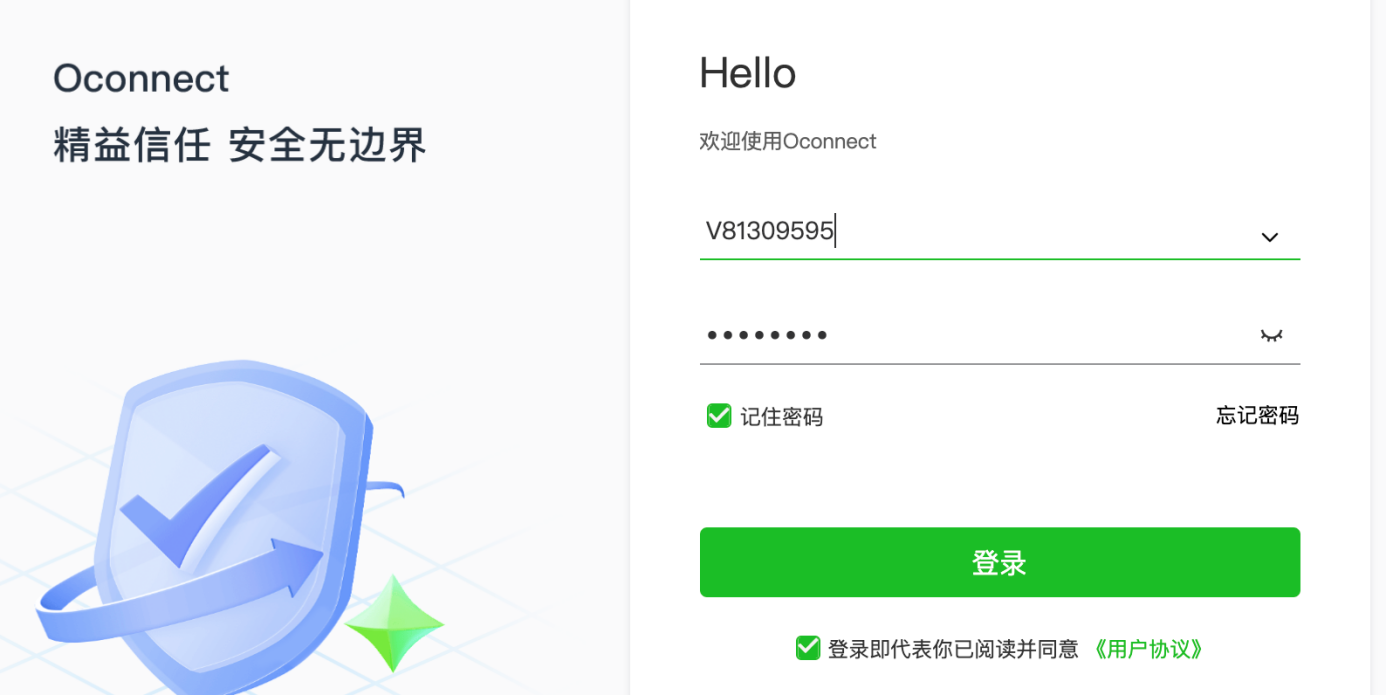 Oconnect
精益信任 安全无边界
Hello
欢迎使用Oconnect
V81309595
••••••••
记住密码
忘记密码
登录
登录即代表你已阅读并同意 《用户协议》